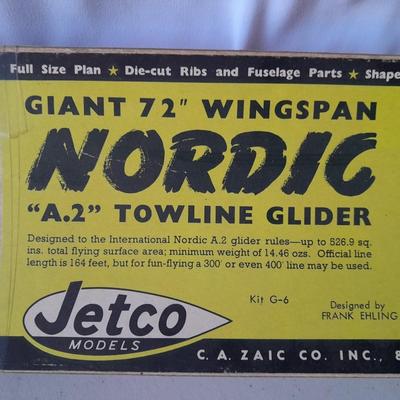 Full Size Plan ★ Die-cut Ribs and Fuselage Parts ★ Shape
GIANT 72" WINGSPAN
NORDIC
"A.2" TOWLINE GLIDER
Designed to the International Nordic A.2 glider rules—up to 526.9 sq.
ins. total flying surface area; minimum weight of 14.46 ozs. Official line
length is 164 feet, but for fun-flying a 300' or even 400' line may be used.
Kit G-6
Designed by
FRANK EHLING
Jetco
MODELS
C. A. ZAIC CO. INC., 8